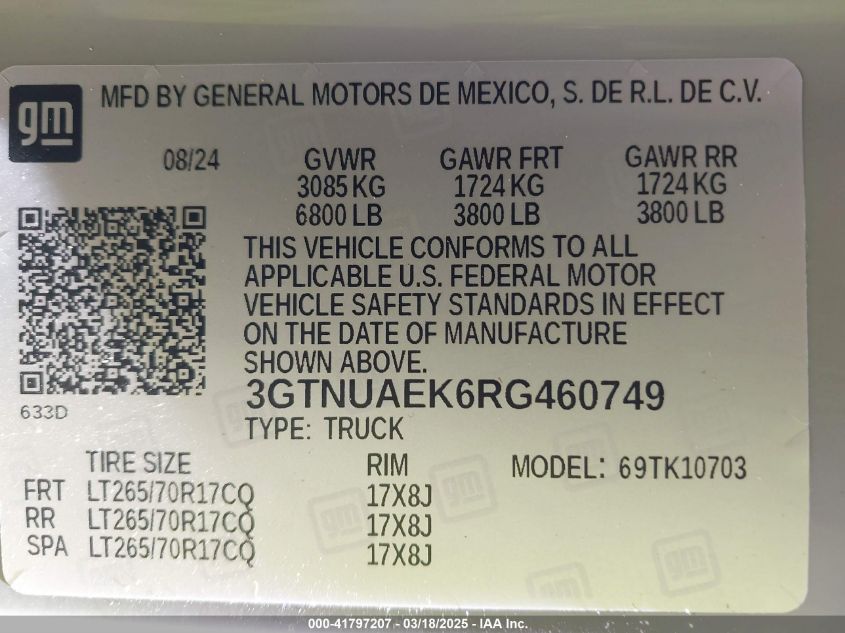 gm
MFD BY GENERAL MOTORS DE MEXICO, S. DE R.L. DE C.V.
08/24 GVWR GAWR FRT GAWR RR
3085 KG 1724 KG 1724 KG
6800 LB 3800 LB 3800 LB
THIS VEHICLE CONFORMS TO ALL
APPLICABLE U.S. FEDERAL MOTOR
VEHICLE SAFETY STANDARDS IN EFFECT
ON THE DATE OF MANUFACTURE
SHOWN ABOVE.
3GTNUAEK6RG460749
633D
TYPE: TRUCK
TIRE SIZE RIM MODEL: 69TK10703
FRT LT265/70R17CQ 17X8J
RR LT265/70R17CQ 17X8J
SPA LT265/70R17CQ 17X8J
000-41797207 - 03/18/2025 - IAA Inc.